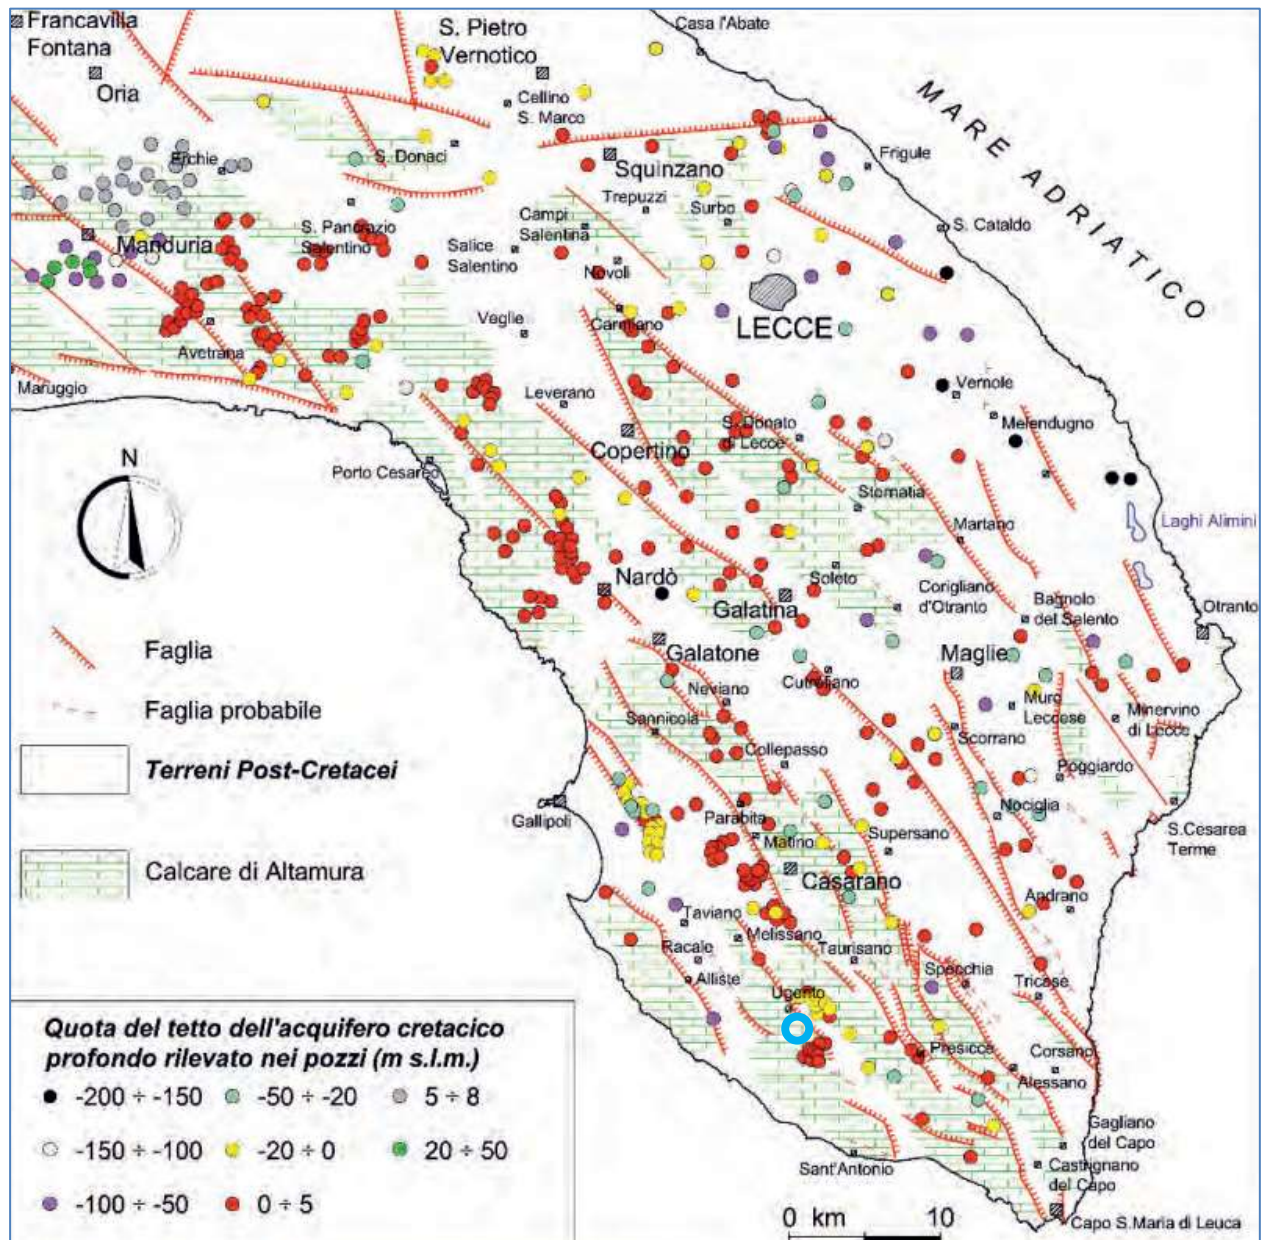 Francavilla
Fontana
Oria
S. Pietro
Vernotico
Casa l'Abate
Cellino
S. Marco
S. Donaci
Erchie
Squinzano
Frigule
MARE ADRIATICO
Trepuzzi
Surbo
Campi
Salentina
S. Cataldo
Manduria
S. Pancrazio
Salentino
Salice
Salentino
Novoli
LECCE
Carmiano
Veglie
Avetrana
Maruggio
Leverano
Vernole
Melendugno
S. Donato
di Lecce
Copertino
N
Porto Cesareo
Sternatia
Martano
Laghi Alimini
Nardò
Soleto
Corigliano
d'Otranto
Bagnolo
del Salento
Otranto
Galatina
Galatone
Maglie
Cutrofiano
Neviano
Muro
Leccese
Minervino
di Lecce
Sannicola
Scorrano
Collepasso
Poggiardo
Gallipoli
Parabita
Nociglia
Matino
Supersano
S.Cesarea
Terme
Casarano
Andrano
Taviano
Melissano
Racale
Taurisano
Alliste
Specchia
Tricase
Ugento
Presicce
Corsano
Alessano
Gagliano
del Capo
Sant'Antonio
Castrignano
del Capo
Capo S.Maria di Leuca
Faglia
Faglia probabile
Terreni Post-Cretacei
Calcare di Altamura
Quota del tetto dell'acquifero cretacico
profondo rilevato nei pozzi (m s.l.m.)
-200 ÷ -150 -50 ÷ -20 5 ÷ 8
-150 ÷ -100 -20 ÷ 0 20 ÷ 50
-100 ÷ -50 0 ÷ 5
0 km 10